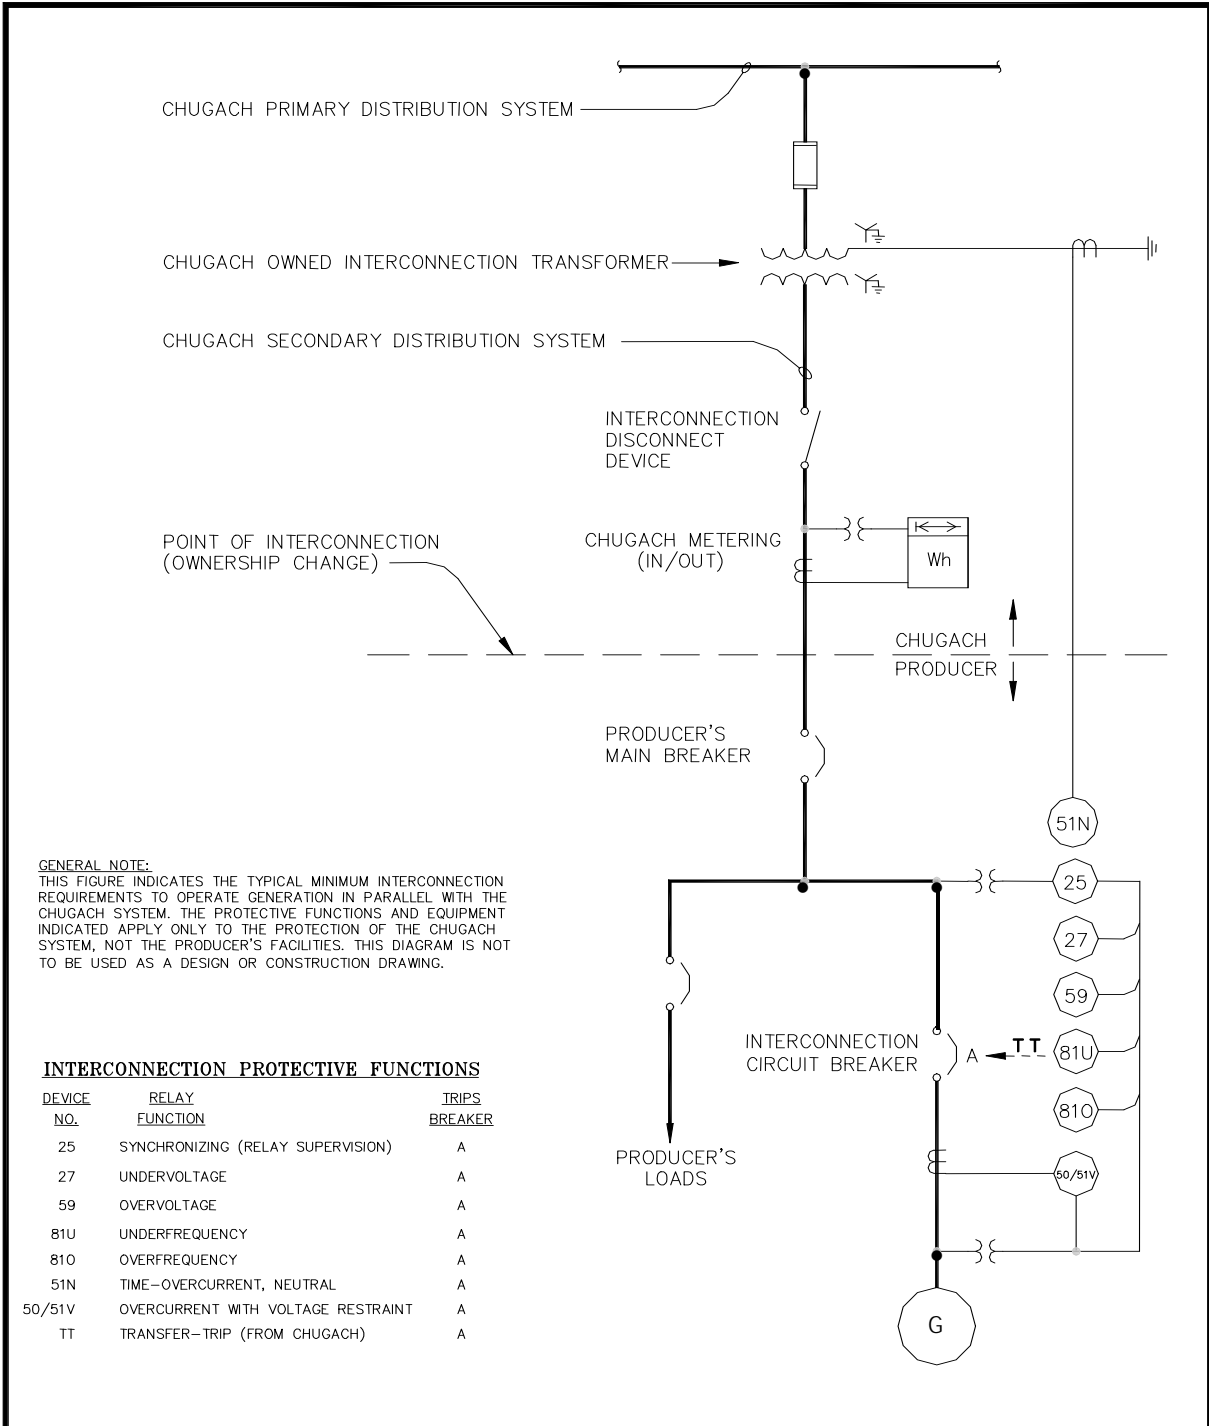 CHUGACH PRIMARY DISTRIBUTION SYSTEM
CHUGACH OWNED INTERCONNECTION TRANSFORMER
CHUGACH SECONDARY DISTRIBUTION SYSTEM
INTERCONNECTION
DISCONNECT
DEVICE
POINT OF INTERCONNECTION
(OWNERSHIP CHANGE)
CHUGACH METERING
(IN/OUT)
Wh
CHUGACH
PRODUCER
PRODUCER'S
MAIN BREAKER
51N
25
27
59
81U
81O
50/51V
INTERCONNECTION
CIRCUIT BREAKER
A
TT
PRODUCER'S
LOADS
G
GENERAL NOTE:
THIS FIGURE INDICATES THE TYPICAL MINIMUM INTERCONNECTION
REQUIREMENTS TO OPERATE GENERATION IN PARALLEL WITH THE
CHUGACH SYSTEM. THE PROTECTIVE FUNCTIONS AND EQUIPMENT
INDICATED APPLY ONLY TO THE PROTECTION OF THE CHUGACH
SYSTEM, NOT THE PRODUCER'S FACILITIES. THIS DIAGRAM IS NOT
TO BE USED AS A DESIGN OR CONSTRUCTION DRAWING.
INTERCONNECTION PROTECTIVE FUNCTIONS
DEVICE RELAY TRIPS
NO. FUNCTION BREAKER
25 SYNCHRONIZING (RELAY SUPERVISION) A
27 UNDERVOLTAGE A
59 OVERVOLTAGE A
81U UNDERFREQUENCY A
81O OVERFREQUENCY A
51N TIME-OVERCURRENT, NEUTRAL A
50/51V OVERCURRENT WITH VOLTAGE RESTRAINT A
TT TRANSFER-TRIP (FROM CHUGACH) A